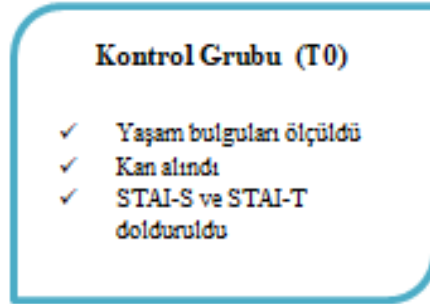 Kontrol Grubu (T0)
✓ Yaşam bulguları ölçüldü
✓ Kan alındı
✓ STAI-S ve STAI-T
dolduruldu